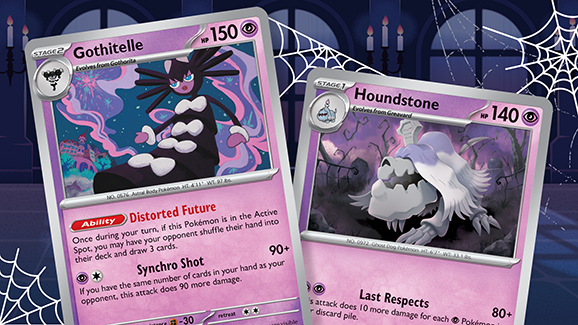 STAGE 2
Gothitelle
HP 150
Evolves from Gothorita
NO. 0576 Astral Body Pokémon HT. 4'11" WT. 97 lbs.
Ability Distorted Future
Once during your turn, if this Pokémon is in the Active
Spot, you may have your opponent shuffle their hand into
their deck and draw 3 cards.
Synchro Shot 90+
If you have the same number of cards in your hand as your
opponent, this attack does 90 more damage.
-30
retreat
STAGE 1
Houndstone
HP 140
Evolves from Greavard
NO. 0972 Ghost Dog Pokémon HT. 6'7" WT. 33.1 lbs.
Last Respects 80+
attack does 10 more damage for each Pokémon
discard pile.